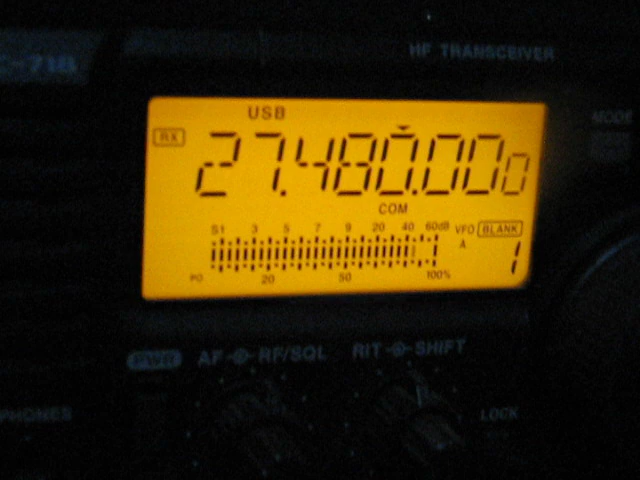 HF TRANSCEIVER
C-718
USB
MODE
RX
27.480.000
COM
S1 3 5 7 9 20 40 60dB
VFO BLANK
A
1
PO 20 50 100%
PWR AF RF/SQL RIT SHIFT
PHONES
LOCK